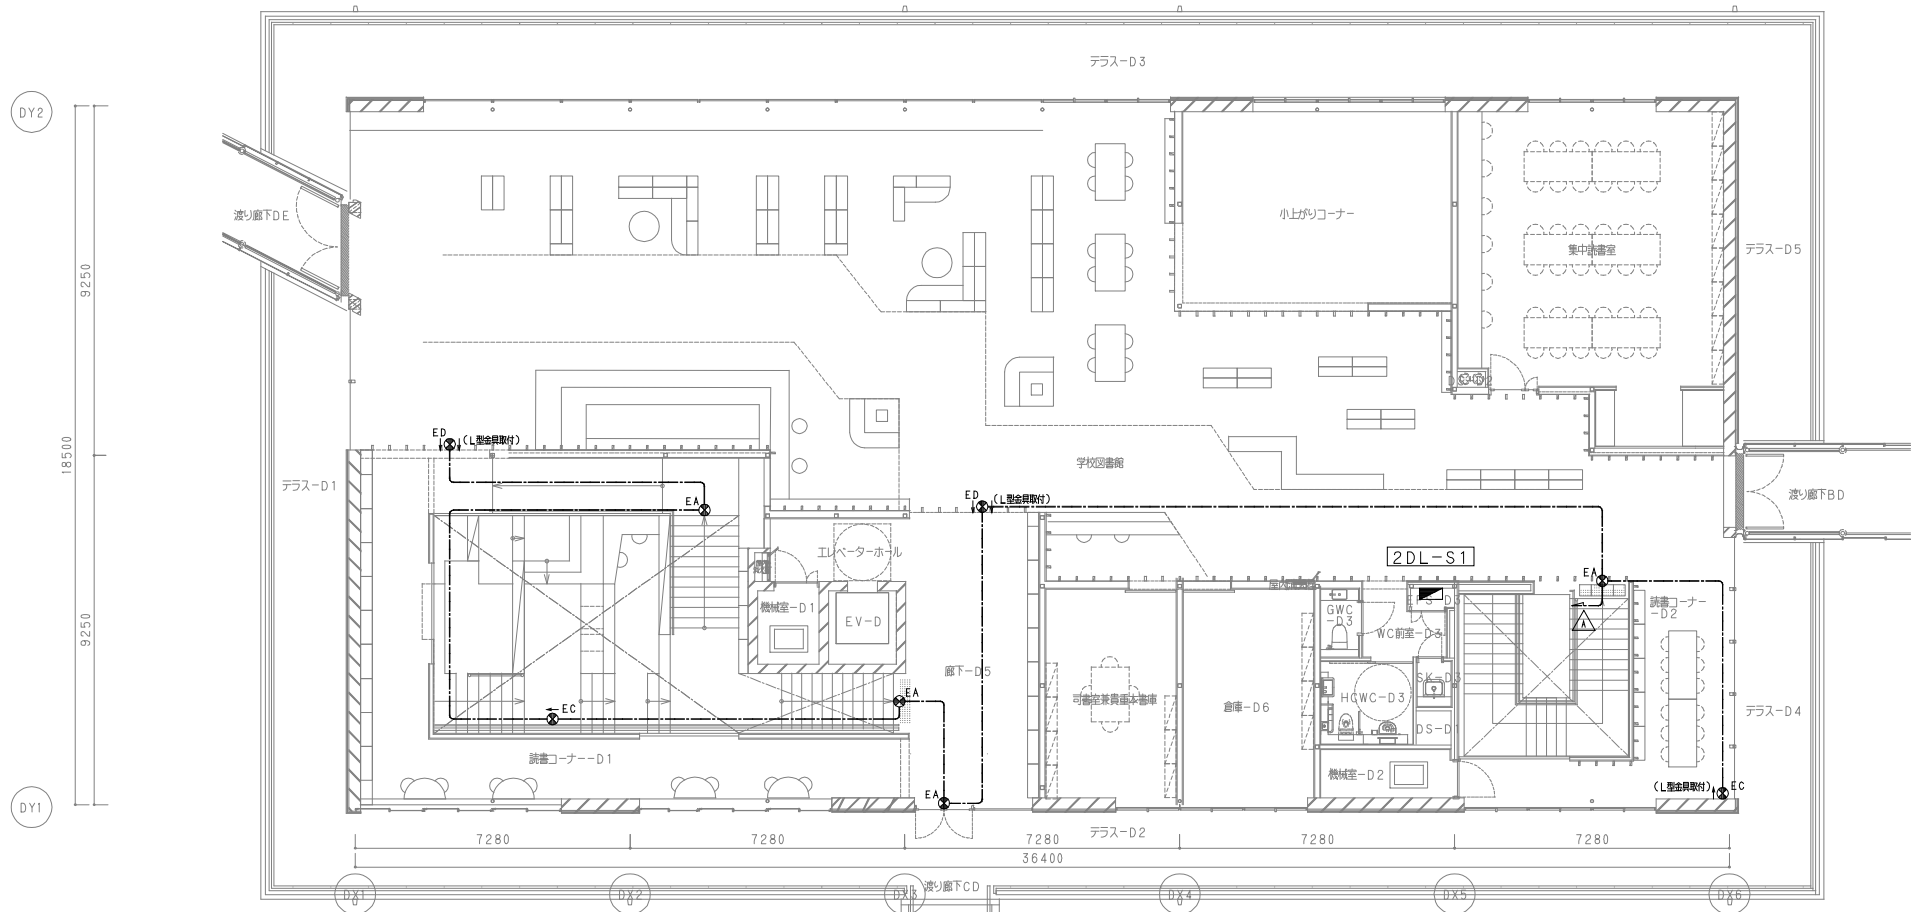 テラス-D3
DY2
渡り廊下DE
小上がりコーナー
集中読書室
テラス-D5
9250
18500
ED
(L型金具取付)
学校図書館
テラス-D1
EA
ED
(L型金具取付)
渡り廊下BD
エレベーターホール
2DL-S1
EA
機械室-D1
EV-D
GWC
-D3
WC前室-D3
A
読書コーナー
-D2
9250
廊下-D5
SK-D3
EA
EC
司書室兼貴重本書庫
倉庫-D6
HCWC-D3
DS-D1
テラス-D4
読書コーナー-D1
機械室-D2
(L型金具取付)
EC
EA
DY1
テラス-D2
7280
7280
7280
7280
7280
36400
渡り廊下CD
DX1
DX2
DX3
DX4
DX5
DX6